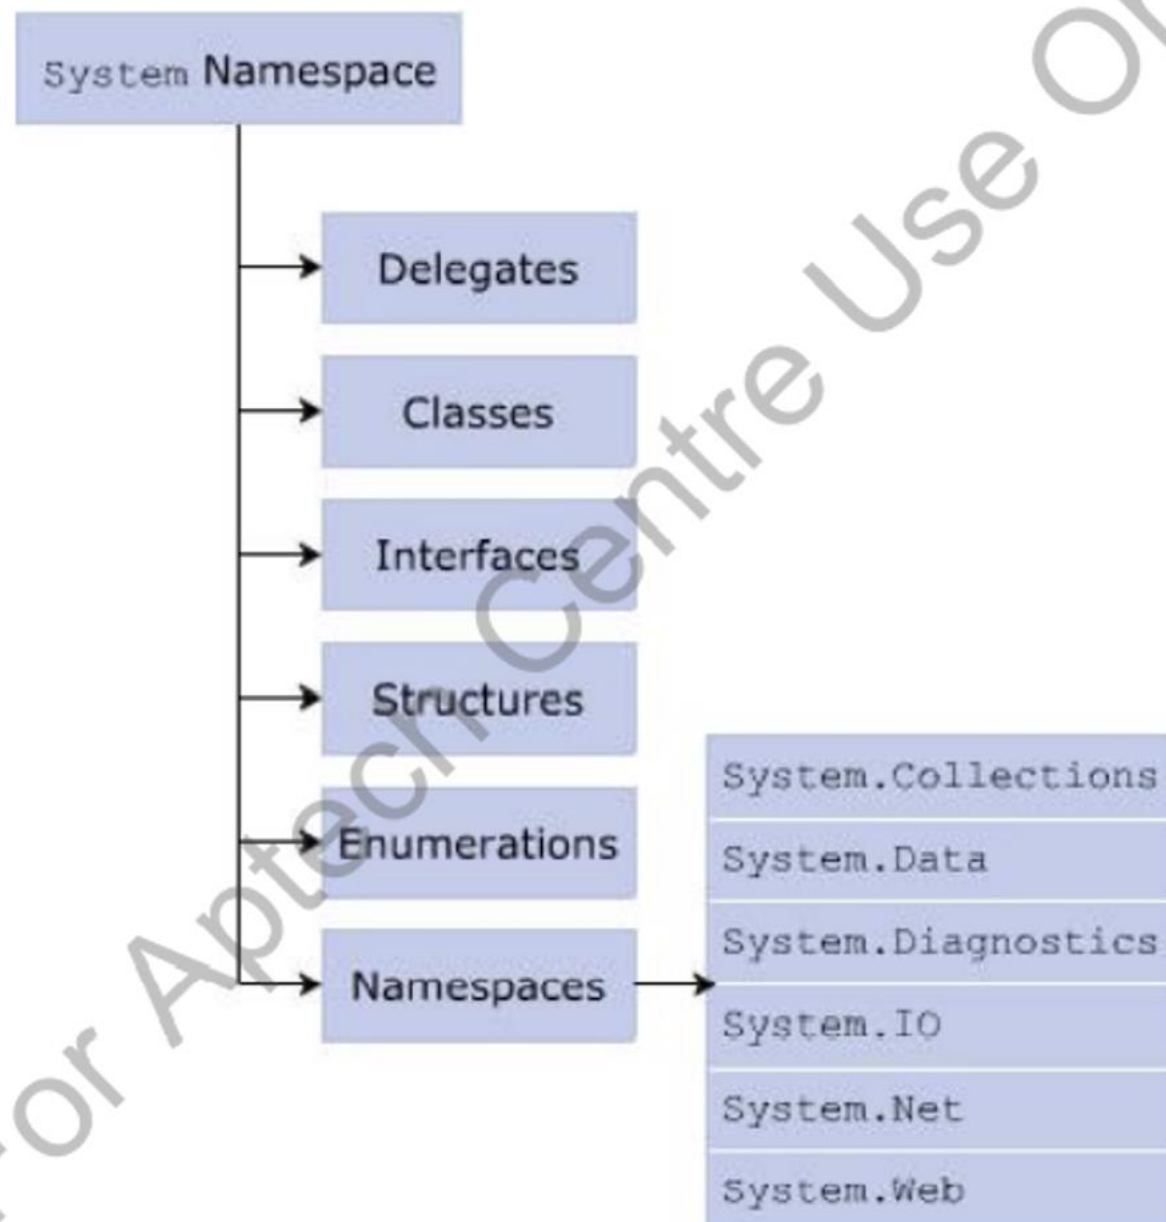 System Namespace
Delegates
Classes
Interfaces
Structures
Enumerations
Namespaces
System.Collections
System.Data
System.Diagnostics
System.IO
System.Net
System.Web
For Aptech Centre Use